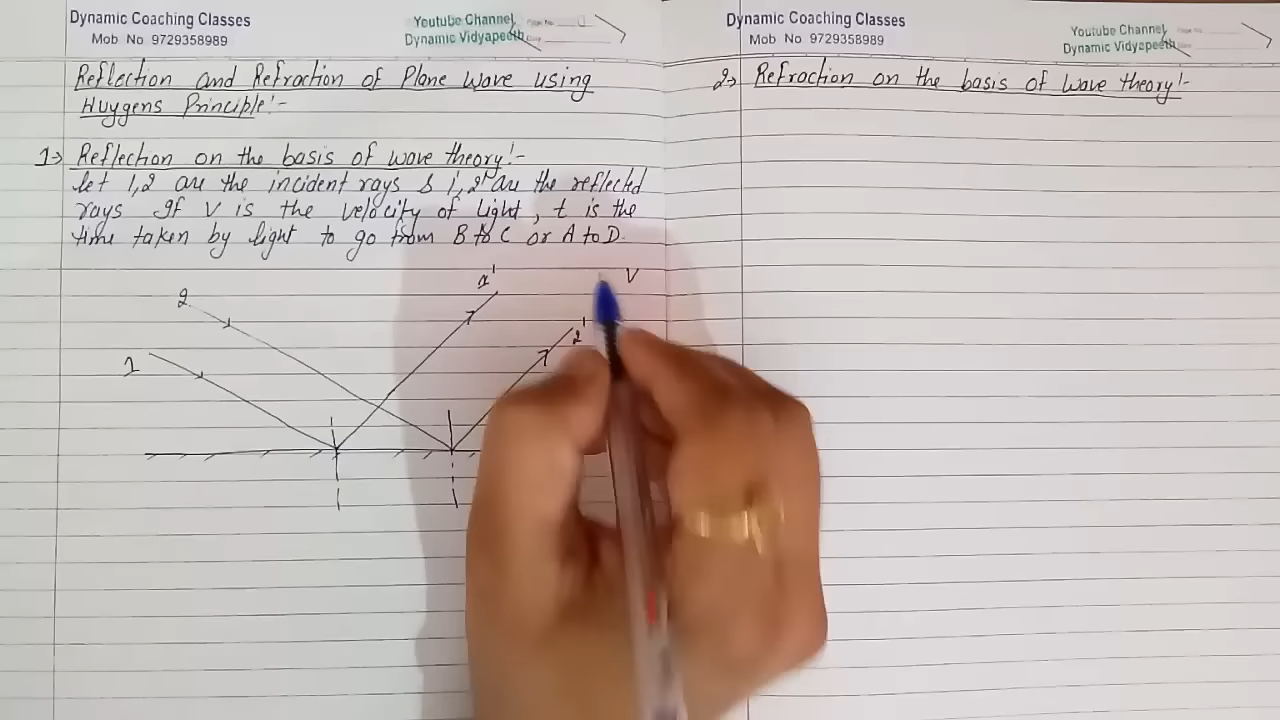 Dynamic Coaching Classes
Mob No 9729358989
Youtube Channel
Dynamic Vidyapeeth
Reflection and Refraction of Plane wave using
Huygens Principle:-
1→ Reflection on the basis of wave theory:-
let 1,2 are the incident rays & 1',2' are the reflected
rays If V is the velocity of light, t is the
time taken by light to go from B to C or A to D.
2
1
1'
2'
V
Dynamic Coaching Classes
Mob No 9729358989
Youtube Channel
Dynamic Vidyapeeth
2→ Refraction on the basis of wave theory:-